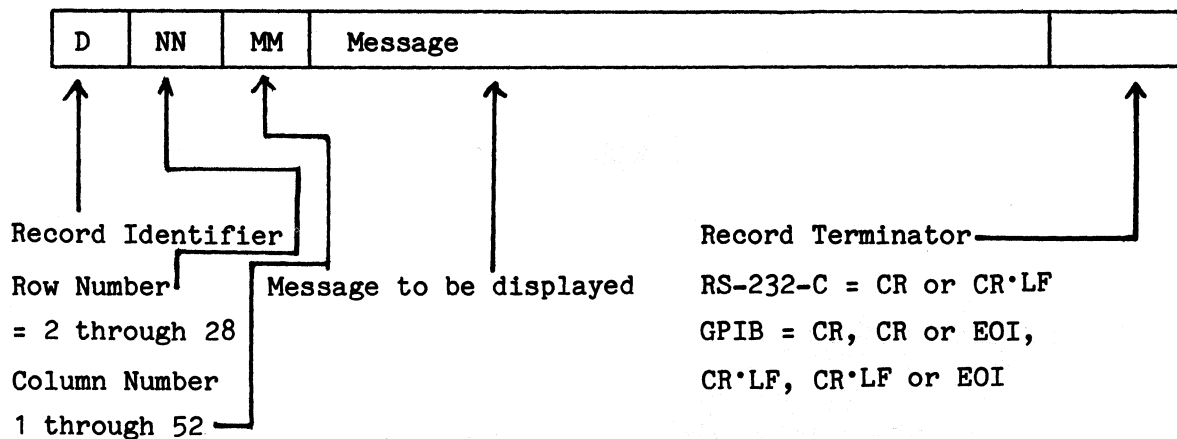 D NN MM Message
Record Identifier
Row Number
= 2 through 28
Column Number
1 through 52
Message to be displayed
Record Terminator
RS-232-C = CR or CR·LF
GPIB = CR, CR or EOI,
CR·LF, CR·LF or EOI